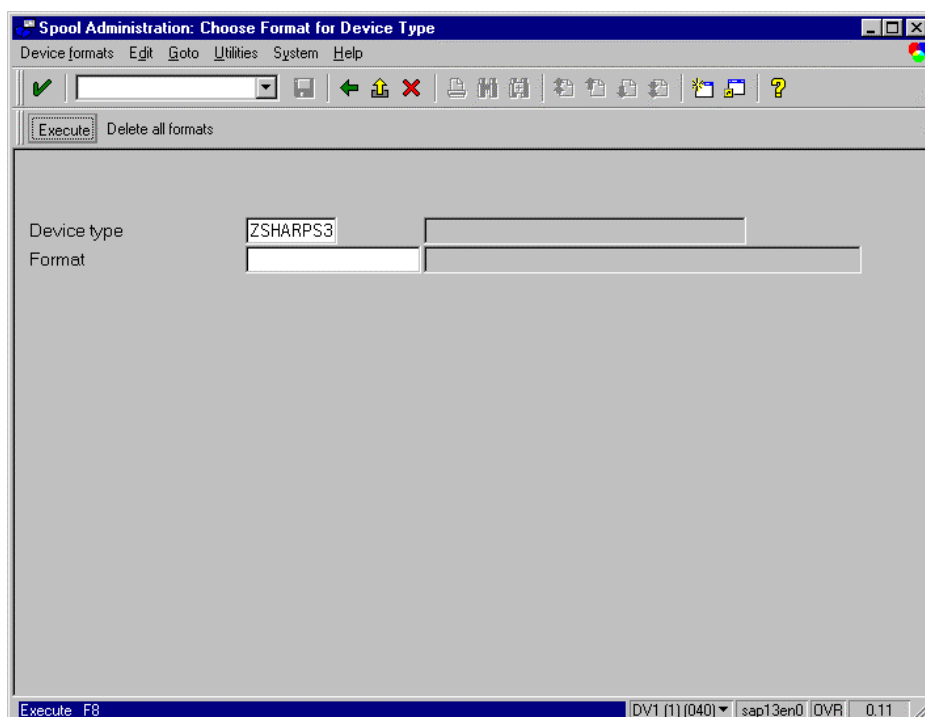 Spool Administration: Choose Format for Device Type
Device formats Edit Goto Utilities System Help
Execute Delete all formats
Device type ZSHARPS3
Format
Execute F8 DV1 (1) (040) sap13en0 OVR 0.11